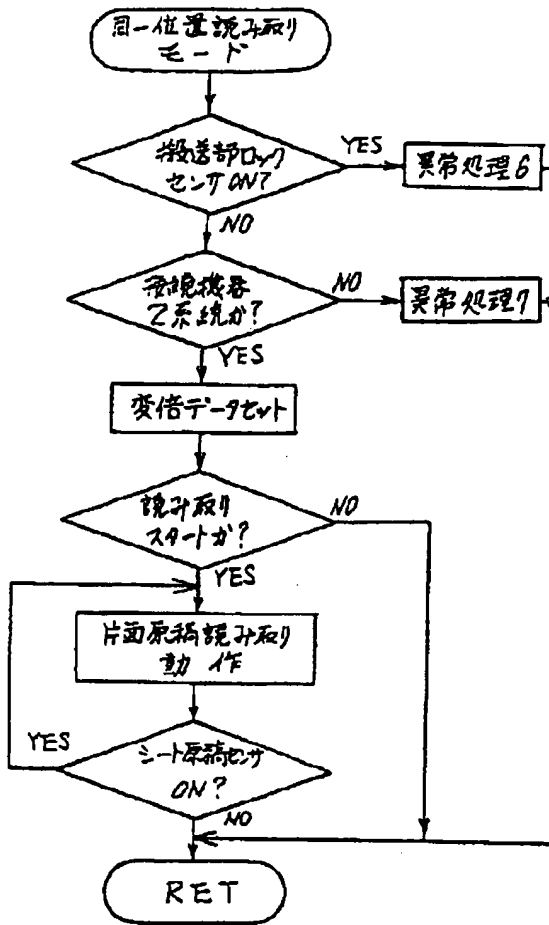 同一位置読み取り
モード
搬送部ロック
センサON?
YES
異常処理6
NO
接続機器
2系統か?
NO
異常処理7
YES
変倍データセット
読み取り
スタートか?
NO
YES
片面原稿読み取り
動作
シート原稿センサ
ON?
YES
NO
RET